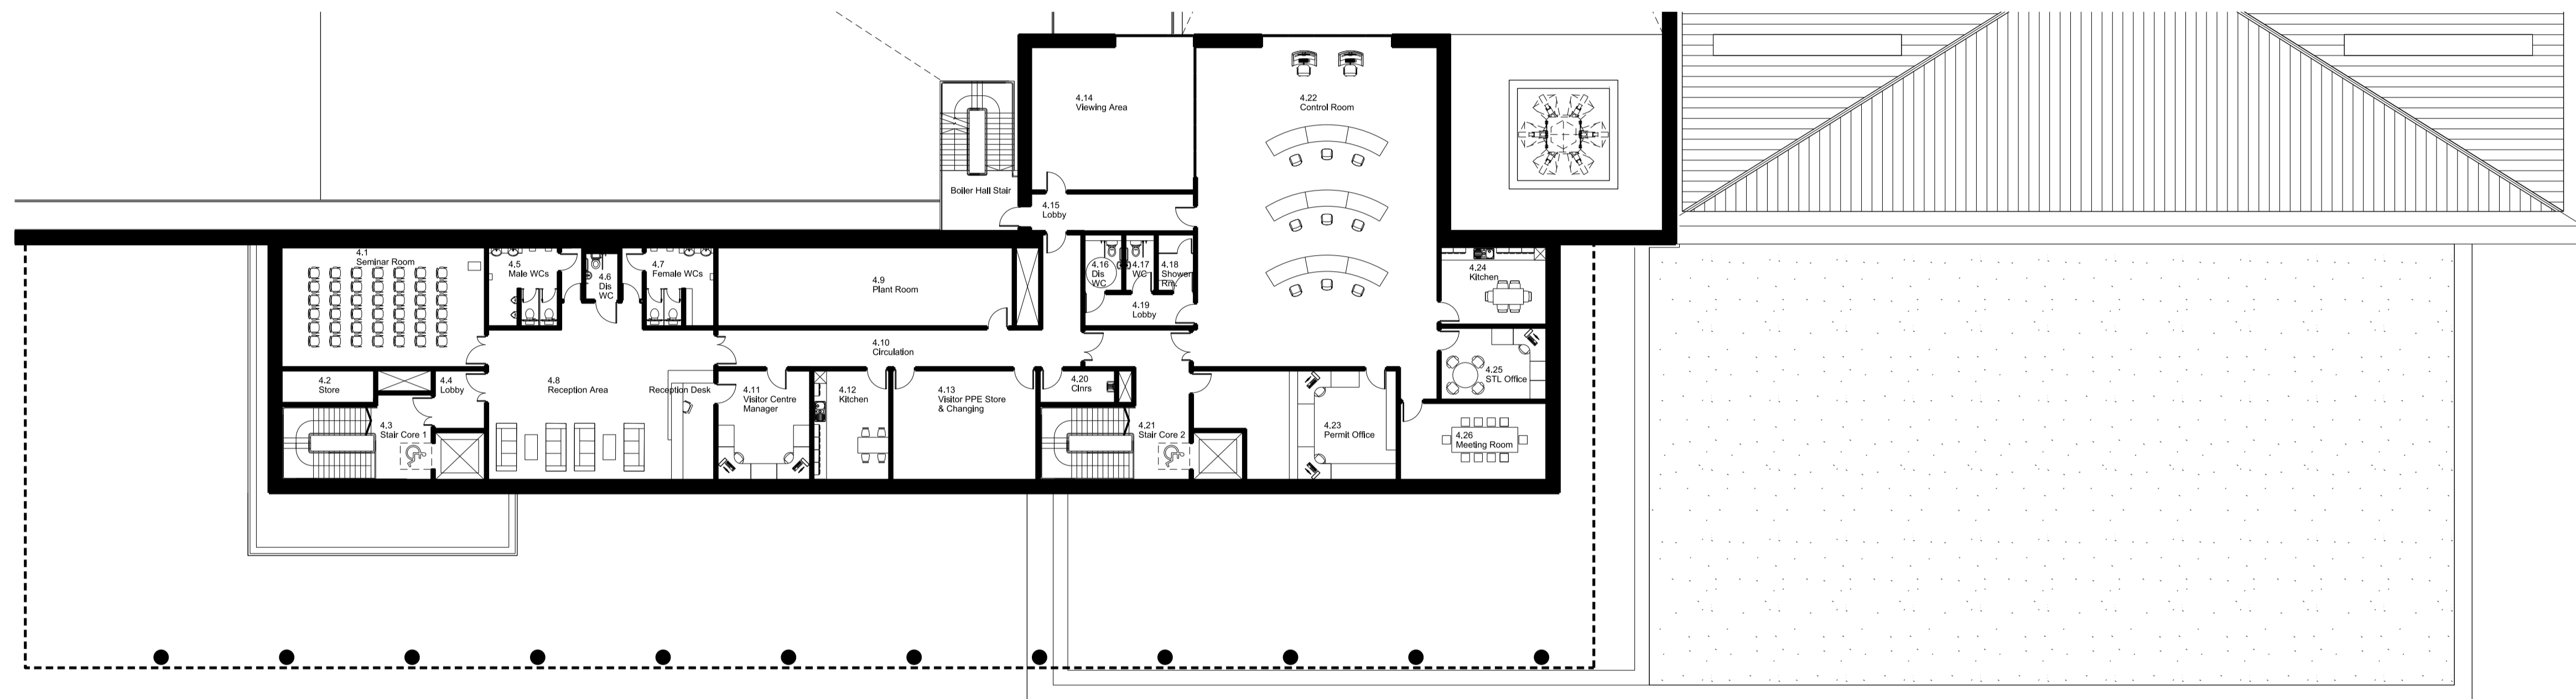 4.14
Viewing Area
4.22
Control Room
Boiler Hall Stair
4.15
Lobby
4.1
Seminar Room
4.5
Male WCs
4.6
Dis
WC
4.7
Female WCs
4.9
Plant Room
4.16
Dis
WC
4.17
WC
4.18
Shower
Rm.
4.19
Lobby
4.24
Kitchen
4.10
Circulation
4.2
Store
4.4
Lobby
4.8
Reception Area
Reception Desk
4.11
Visitor Centre
Manager
4.12
Kitchen
4.13
Visitor PPE Store
& Changing
4.20
Clnrs
4.25
STL Office
4.3
Stair Core 1
4.21
Stair Core 2
4.23
Permit Office
4.26
Meeting Room